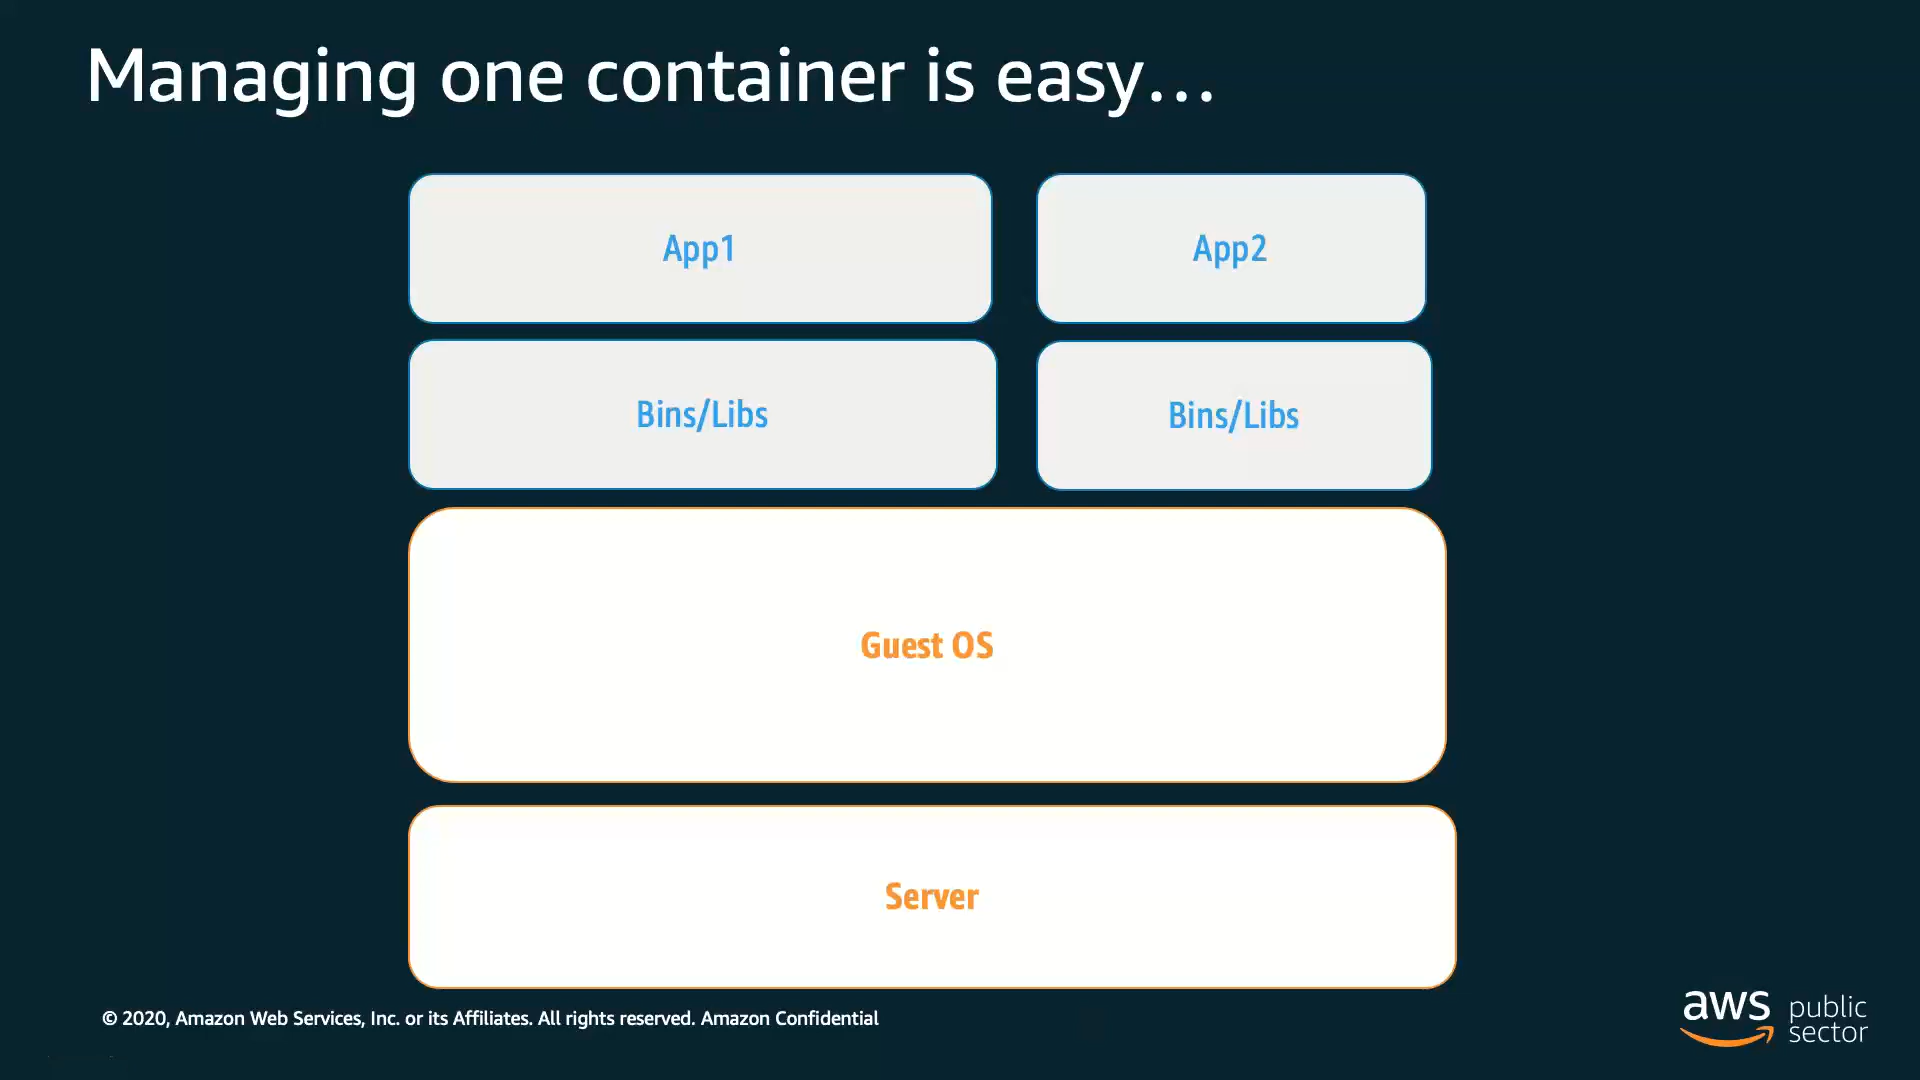 Managing one container is easy...
App1
App2
Bins/Libs
Bins/Libs
Guest OS
Server
© 2020, Amazon Web Services, Inc. or its Affiliates. All rights reserved. Amazon Confidential
aws public sector